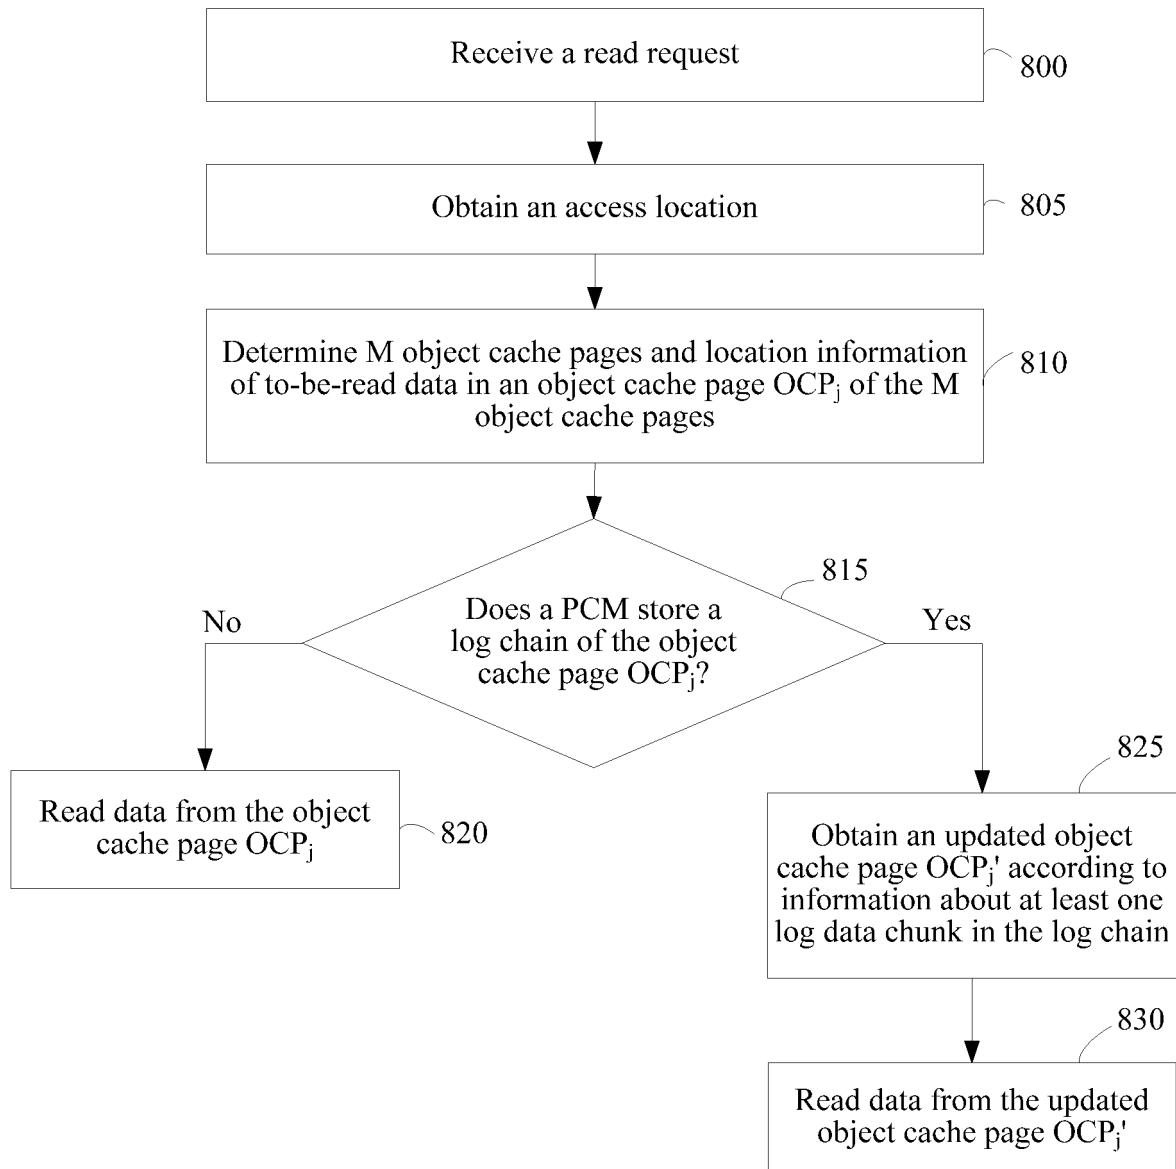 Receive a read request
800
Obtain an access location
805
Determine M object cache pages and location information
of to-be-read data in an object cache page OCPj of the M
object cache pages
810
Does a PCM store a
log chain of the object
cache page OCPj?
815
No
Yes
Read data from the object
cache page OCPj
820
825
Obtain an updated object
cache page OCPj' according to
information about at least one
log data chunk in the log chain
830
Read data from the updated
object cache page OCPj'